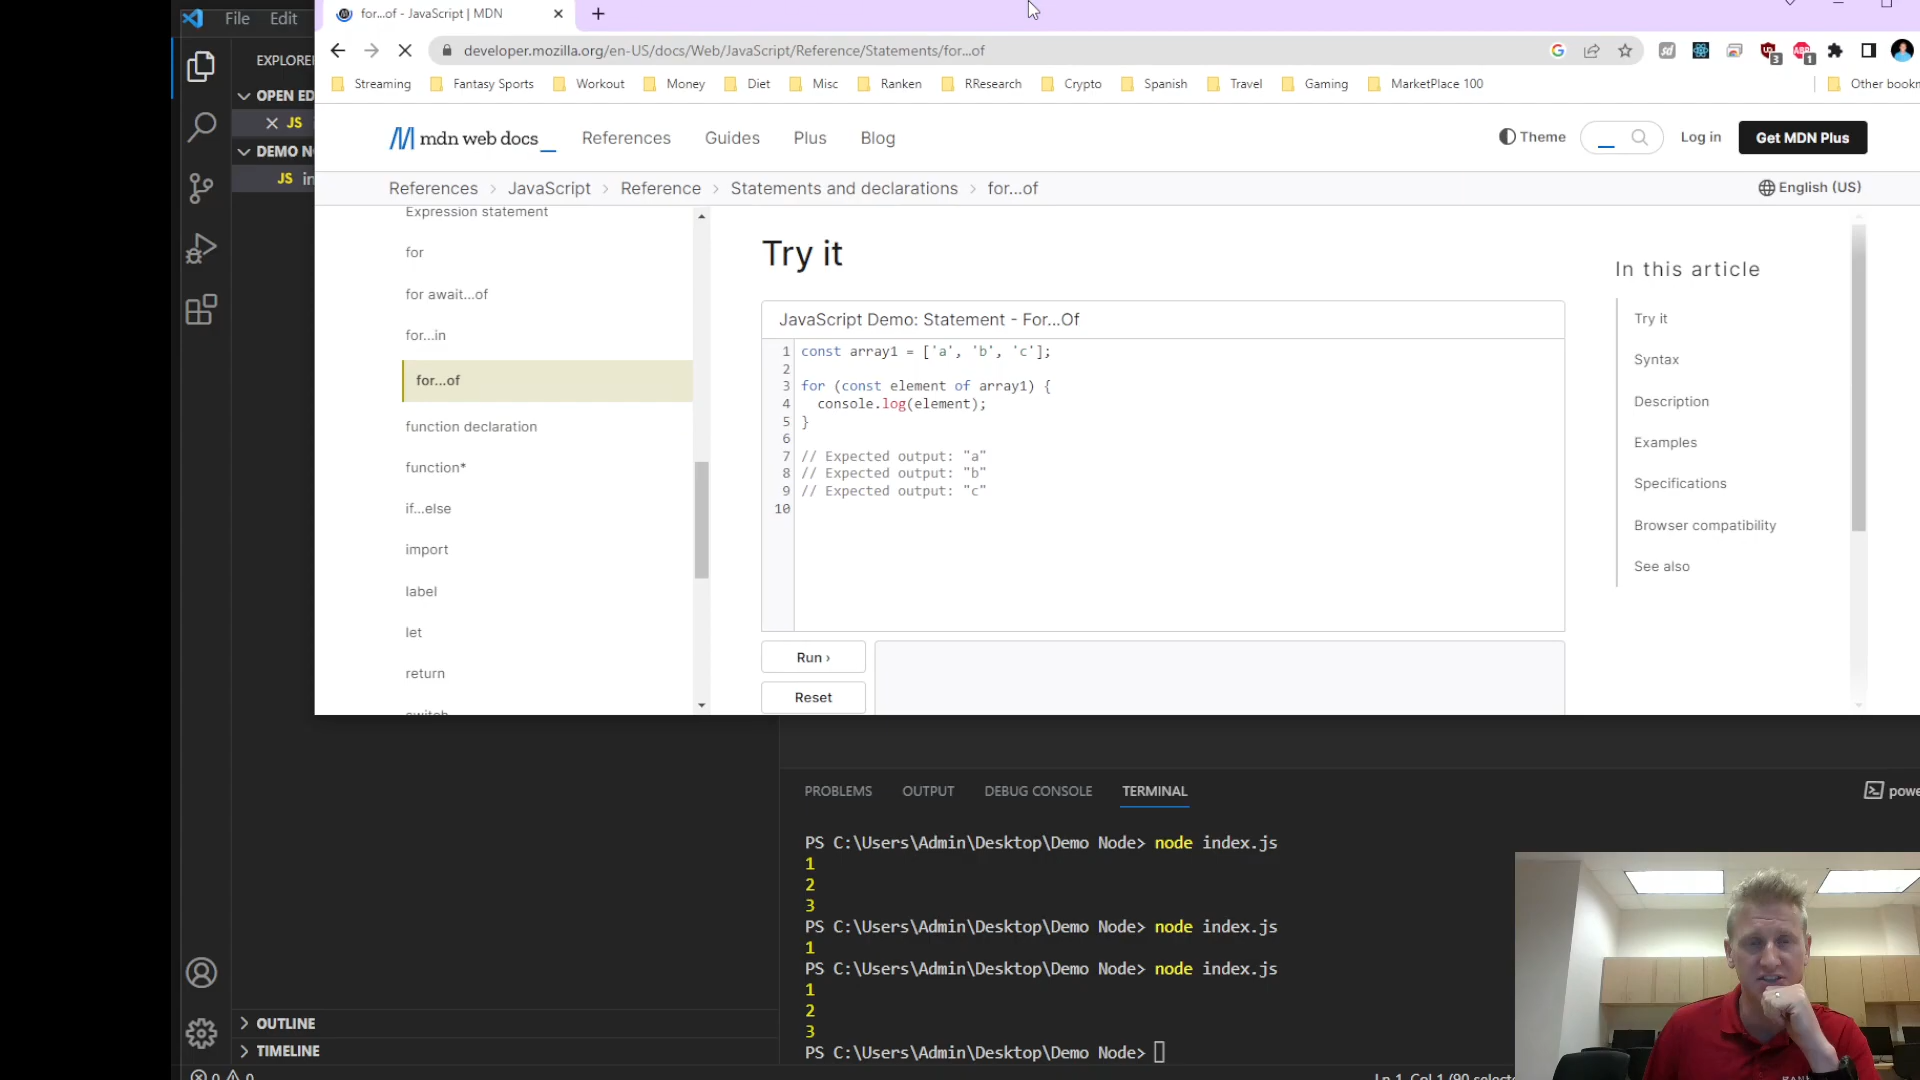 File Edit
for...of - JavaScript | MDN
developer.mozilla.org/en-US/docs/Web/JavaScript/Reference/Statements/for...of
Streaming Fantasy Sports Workout Money Diet Misc Ranken RResearch Crypto Spanish Travel Gaming MarketPlace 100
mdn web docs_ References Guides Plus Blog
Theme Log in Get MDN Plus
References > JavaScript > Reference > Statements and declarations > for...of
English (US)
OPEN ED
JS
DEMO N
JS in
Expression statement
for
for await...of
for...in
for...of
function declaration
function*
if...else
import
label
let
return
switch
Try it
JavaScript Demo: Statement - For...Of
1 const array1 = ['a', 'b', 'c'];
2
3 for (const element of array1) {
4 console.log(element);
5 }
6
7 // Expected output: "a"
8 // Expected output: "b"
9 // Expected output: "c"
10
Run ›
Reset
In this article
Try it
Syntax
Description
Examples
Specifications
Browser compatibility
See also
PROBLEMS OUTPUT DEBUG CONSOLE TERMINAL
PS C:\Users\Admin\Desktop\Demo Node> node index.js
1
2
3
PS C:\Users\Admin\Desktop\Demo Node> node index.js
1
PS C:\Users\Admin\Desktop\Demo Node> node index.js
1
2
3
PS C:\Users\Admin\Desktop\Demo Node>
OUTLINE
TIMELINE